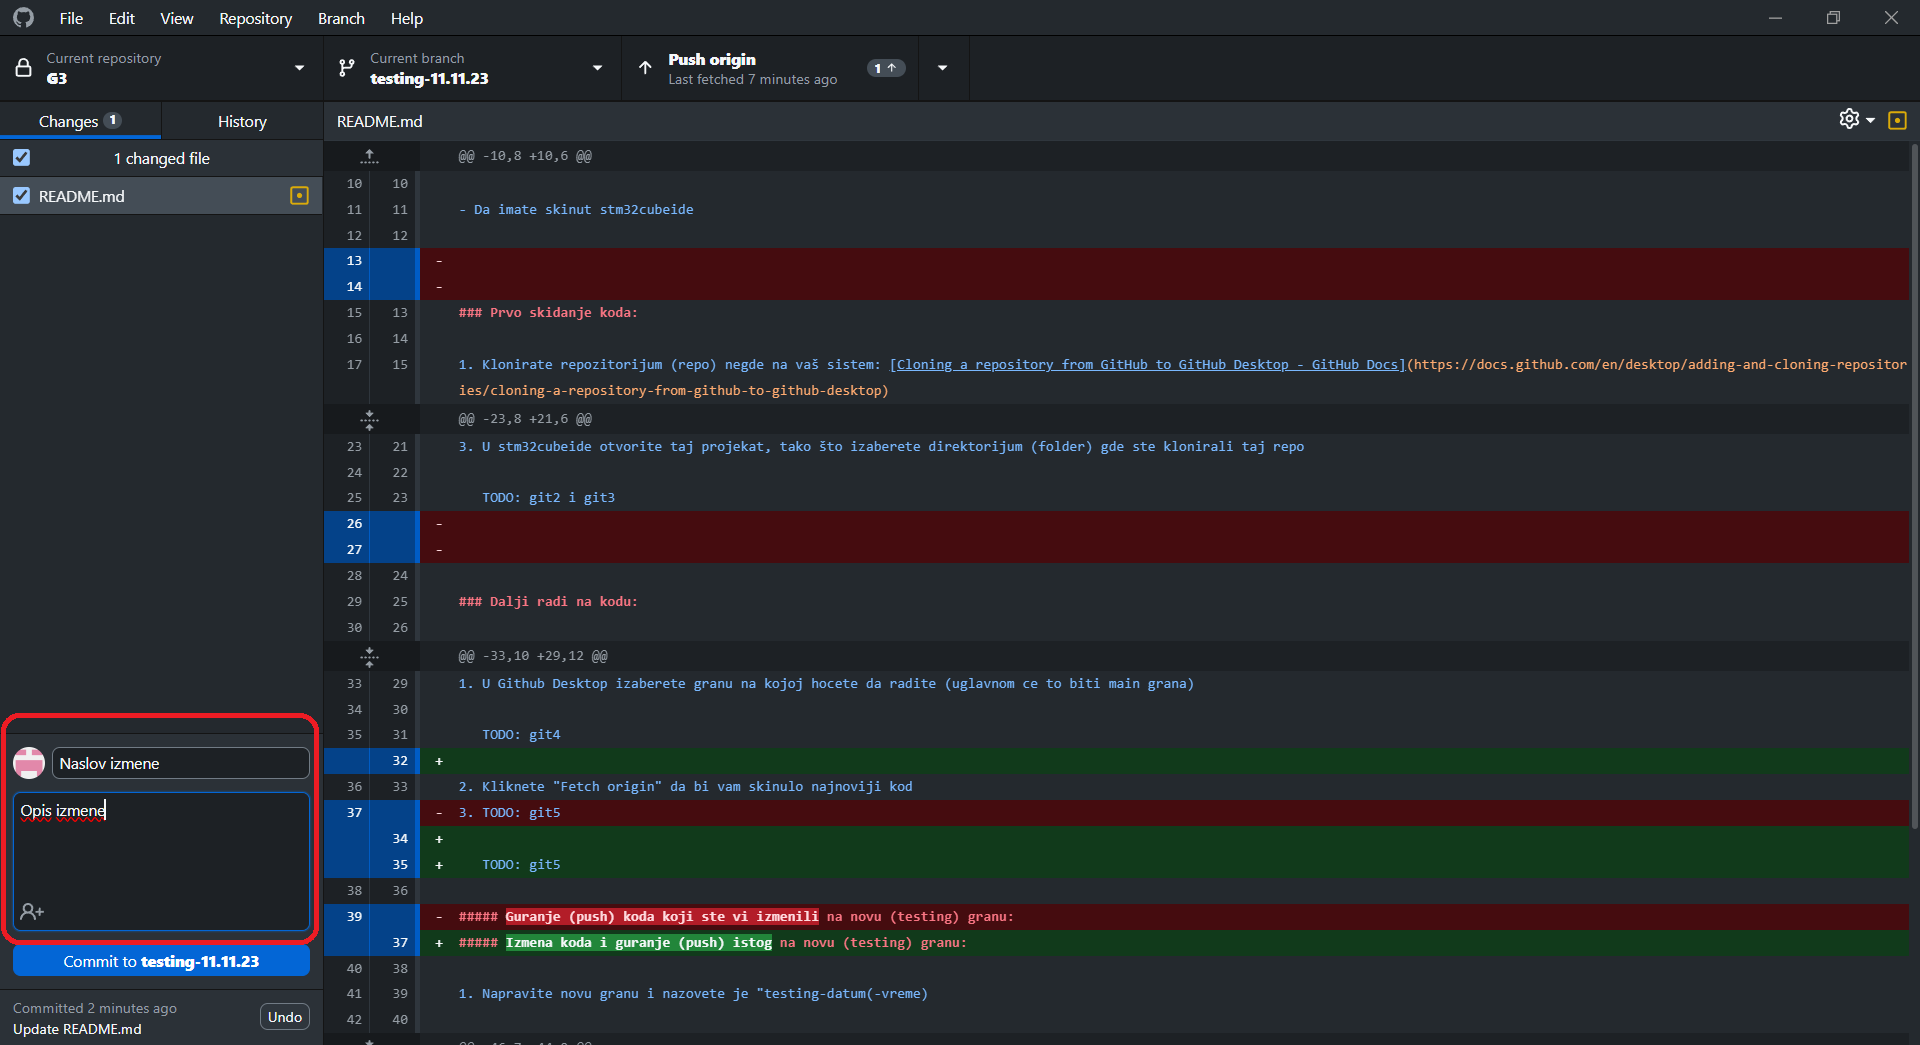 File Edit View Repository Branch Help
Current repository
G3
Current branch
testing-11.11.23
Push origin
Last fetched 7 minutes ago
1
Changes 1
History
1 changed file
README.md
Naslov izmene
Opis izmene
Commit to testing-11.11.23
Committed 2 minutes ago
Update README.md
Undo
README.md
@@ -10,8 +10,6 @@
10 10
11 11 - Da imate skinut stm32cubeide
12 12
13 -
14 -
15 13 ### Prvo skidanje koda:
16 14
17 15 1. Klonirate repozitorijum (repo) negde na vaš sistem: [Cloning a repository from GitHub to GitHub Desktop - GitHub Docs](https://docs.github.com/en/desktop/adding-and-cloning-repositor
ies/cloning-a-repository-from-github-to-github-desktop)
@@ -23,8 +21,6 @@
23 21 3. U stm32cubeide otvorite taj projekat, tako što izaberete direktorijum (folder) gde ste klonirali taj repo
24 22
25 23 TODO: git2 i git3
26 -
27 -
28 24
29 25 ### Dalji radi na kodu:
30 26
@@ -33,10 +29,12 @@
33 29 1. U Github Desktop izaberete granu na kojoj hocete da radite (uglavnom ce to biti main grana)
34 30
35 31 TODO: git4
32 +
36 33 2. Kliknete "Fetch origin" da bi vam skinulo najnoviji kod
37 - 3. TODO: git5
34 +
35 + TODO: git5
38 36
39 - ##### Guranje (push) koda koji ste vi izmenili na novu (testing) granu:
37 + ##### Izmena koda i guranje (push) istog na novu (testing) granu:
40 38
41 39 1. Napravite novu granu i nazovete je "testing-datum(-vreme)
42 40